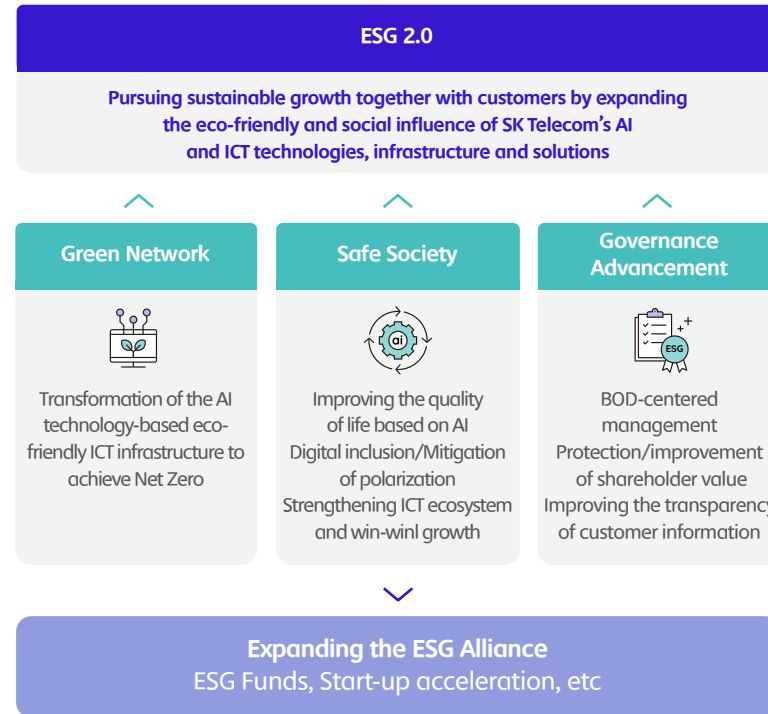 ESG 2.0
Pursuing sustainable growth together with customers by expanding
the eco-friendly and social influence of SK Telecom's AI
and ICT technologies, infrastructure and solutions
Green Network
Transformation of the AI
technology-based eco-
friendly ICT infrastructure to
achieve Net Zero
Safe Society
ai
Improving the quality
of life based on AI
Digital inclusion/Mitigation
of polarization
Strengthening ICT ecosystem
and win-winl growth
Governance
Advancement
ESG
BOD-centered
management
Protection/improvement
of shareholder value
Improving the transparency
of customer information
Expanding the ESG Alliance
ESG Funds, Start-up acceleration, etc